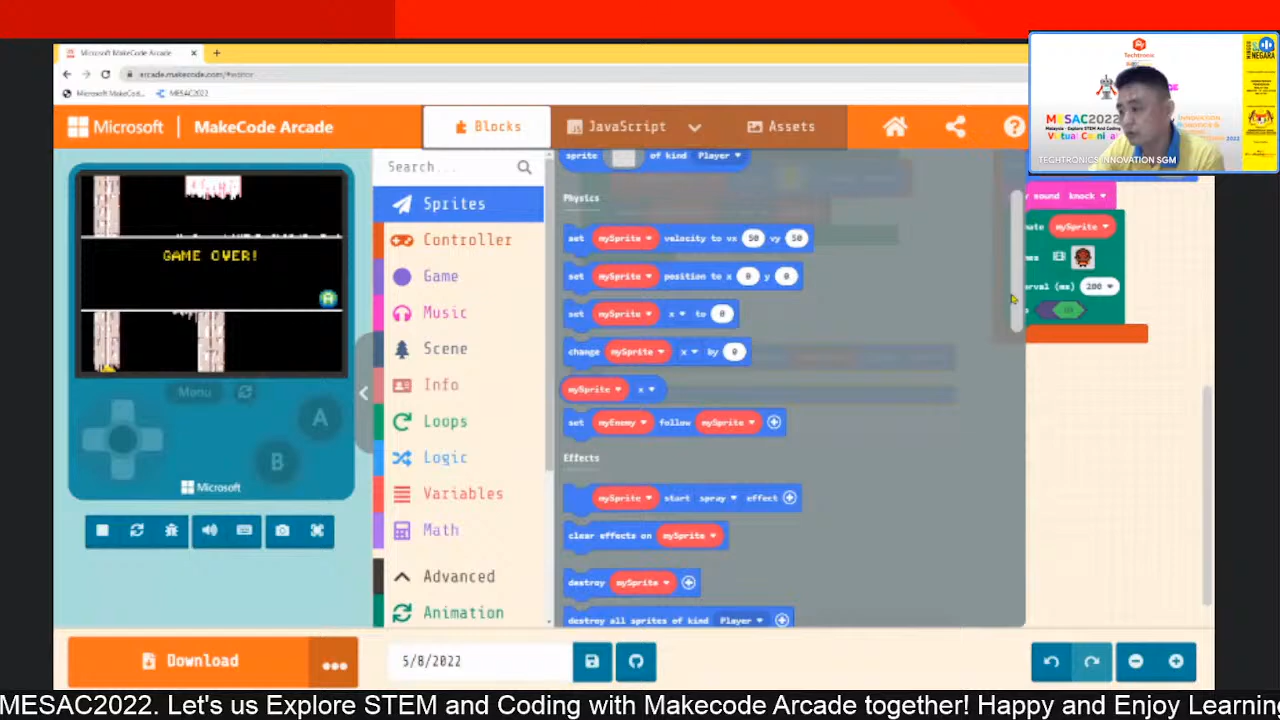 Microsoft MakeCode Arcade
arcade.makecode.com/#editor
Microsoft MakeCod...
MESAC2022
Microsoft
MakeCode Arcade
Blocks
JavaScript
Assets
GAME OVER!
A
Menu
A
B
Microsoft
Search...
Sprites
Controller
Game
Music
Scene
Info
Loops
Logic
Variables
Math
Advanced
Animation
sprite of kind Player
Physics
set mySprite velocity to vx 50 vy 50
set mySprite position to x 0 y 0
set mySprite x to 0
change mySprite x by 0
mySprite x
set myEnemy follow mySprite
Effects
mySprite start spray effect
clear effects on mySprite
destroy mySprite
destroy all sprites of kind Player
sound knock
mySprite
200
Download
5/8/2022
Techtronics
NEGARA
MESAC2022
TECHTRONICS INNOVATION SGM
MESAC2022. Let's us Explore STEM and Coding with Makecode Arcade together! Happy and Enjoy Learnin